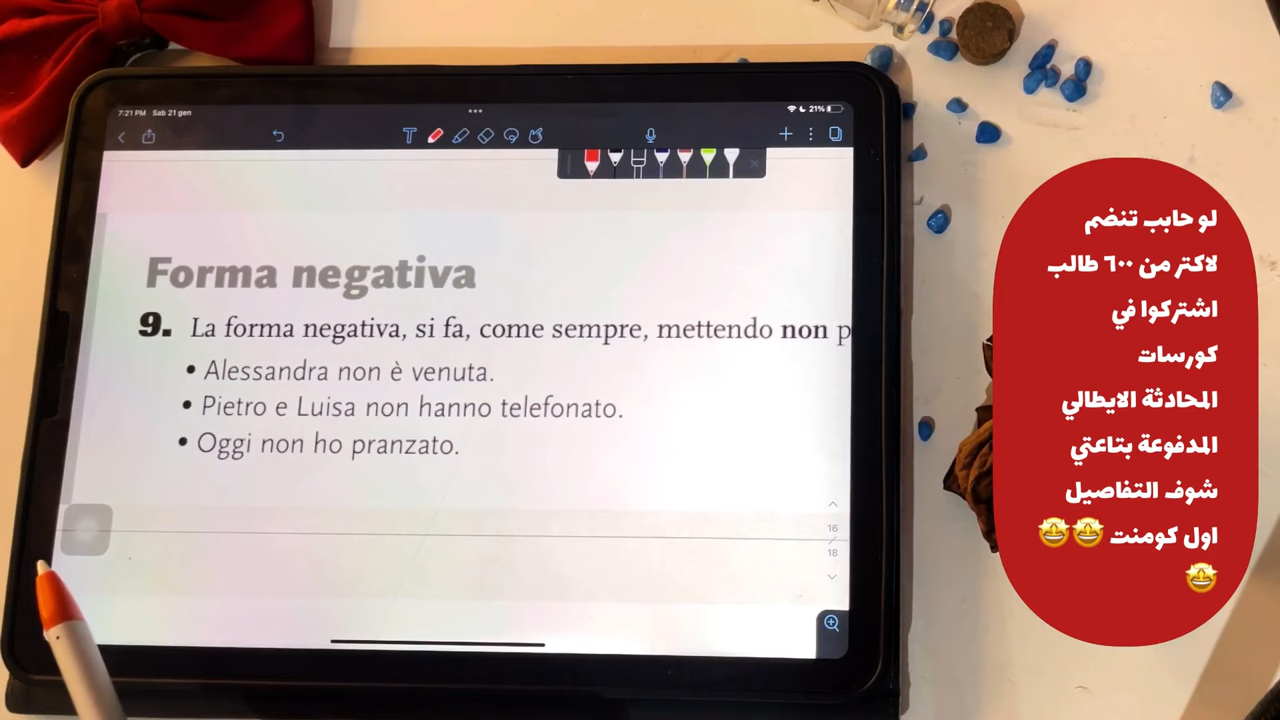 7:21 PM Sab 21 gen
21%
Forma negativa
9. La forma negativa, si fa, come sempre, mettendo non p
• Alessandra non è venuta.
• Pietro e Luisa non hanno telefonato.
• Oggi non ho pranzato.
16
18
لو حابب تنضم
لاكتر من ٦٠٠ طالب
اشتركوا في
كورسات
المحادثة الايطالي
المدفوعة بتاعتي
شوف التفاصيل
اول كومنت 🤩🤩
🤩